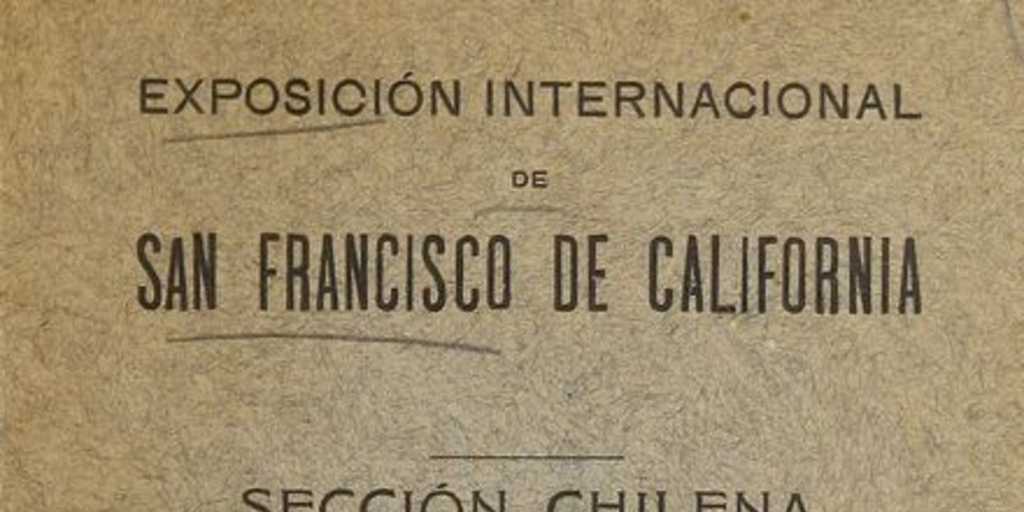 EXPOSICIÓN INTERNACIONAL
DE
SAN FRANCISCO DE CALIFORNIA
SECCIÓN CHILENA